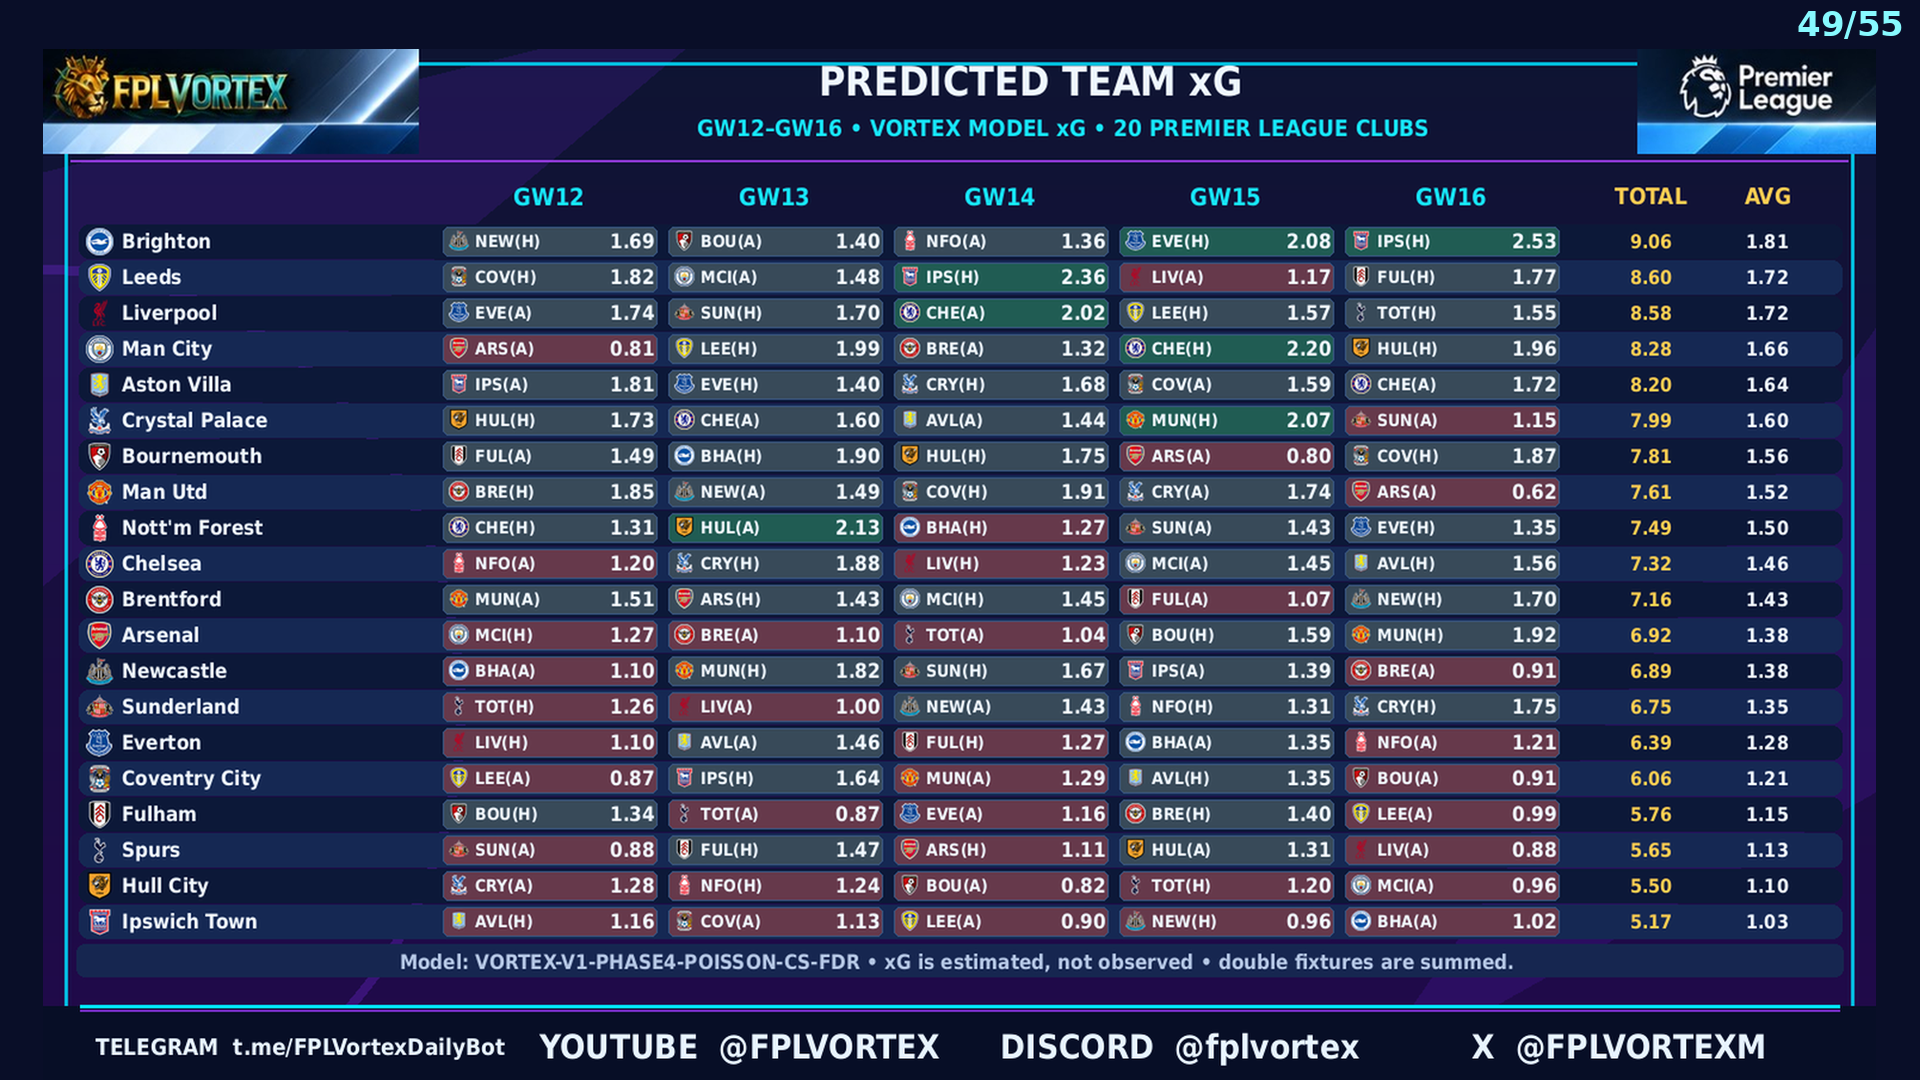 49/55
FPLVORTEX
PREDICTED TEAM xG
Premier League
GW12-GW16 • VORTEX MODEL xG • 20 PREMIER LEAGUE CLUBS
GW12 GW13 GW14 GW15 GW16 TOTAL AVG
Brighton NEW(H) 1.69 BOU(A) 1.40 NFO(A) 1.36 EVE(H) 2.08 IPS(H) 2.53 9.06 1.81
Leeds COV(H) 1.82 MCI(A) 1.48 IPS(H) 2.36 LIV(A) 1.17 FUL(H) 1.77 8.60 1.72
Liverpool EVE(A) 1.74 SUN(H) 1.70 CHE(A) 2.02 LEE(H) 1.57 TOT(H) 1.55 8.58 1.72
Man City ARS(A) 0.81 LEE(H) 1.99 BRE(A) 1.32 CHE(H) 2.20 HUL(H) 1.96 8.28 1.66
Aston Villa IPS(A) 1.81 EVE(H) 1.40 CRY(H) 1.68 COV(A) 1.59 CHE(A) 1.72 8.20 1.64
Crystal Palace HUL(H) 1.73 CHE(A) 1.60 AVL(A) 1.44 MUN(H) 2.07 SUN(A) 1.15 7.99 1.60
Bournemouth FUL(A) 1.49 BHA(H) 1.90 HUL(H) 1.75 ARS(A) 0.80 COV(H) 1.87 7.81 1.56
Man Utd BRE(H) 1.85 NEW(A) 1.49 COV(H) 1.91 CRY(A) 1.74 ARS(A) 0.62 7.61 1.52
Nott'm Forest CHE(H) 1.31 HUL(A) 2.13 BHA(H) 1.27 SUN(A) 1.43 EVE(H) 1.35 7.49 1.50
Chelsea NFO(A) 1.20 CRY(H) 1.88 LIV(H) 1.23 MCI(A) 1.45 AVL(H) 1.56 7.32 1.46
Brentford MUN(A) 1.51 ARS(H) 1.43 MCI(H) 1.45 FUL(A) 1.07 NEW(H) 1.70 7.16 1.43
Arsenal MCI(H) 1.27 BRE(A) 1.10 TOT(A) 1.04 BOU(H) 1.59 MUN(H) 1.92 6.92 1.38
Newcastle BHA(A) 1.10 MUN(H) 1.82 SUN(H) 1.67 IPS(A) 1.39 BRE(A) 0.91 6.89 1.38
Sunderland TOT(H) 1.26 LIV(A) 1.00 NEW(A) 1.43 NFO(H) 1.31 CRY(H) 1.75 6.75 1.35
Everton LIV(H) 1.10 AVL(A) 1.46 FUL(H) 1.27 BHA(A) 1.35 NFO(A) 1.21 6.39 1.28
Coventry City LEE(A) 0.87 IPS(H) 1.64 MUN(A) 1.29 AVL(H) 1.35 BOU(A) 0.91 6.06 1.21
Fulham BOU(H) 1.34 TOT(A) 0.87 EVE(A) 1.16 BRE(H) 1.40 LEE(A) 0.99 5.76 1.15
Spurs SUN(A) 0.88 FUL(H) 1.47 ARS(H) 1.11 HUL(A) 1.31 LIV(A) 0.88 5.65 1.13
Hull City CRY(A) 1.28 NFO(H) 1.24 BOU(A) 0.82 TOT(H) 1.20 MCI(A) 0.96 5.50 1.10
Ipswich Town AVL(H) 1.16 COV(A) 1.13 LEE(A) 0.90 NEW(H) 0.96 BHA(A) 1.02 5.17 1.03
Model: VORTEX-V1-PHASE4-POISSON-CS-FDR • xG is estimated, not observed • double fixtures are summed.
TELEGRAM t.me/FPLVortexDailyBot YOUTUBE @FPLVORTEX DISCORD @fplvortex X @FPLVORTEXM